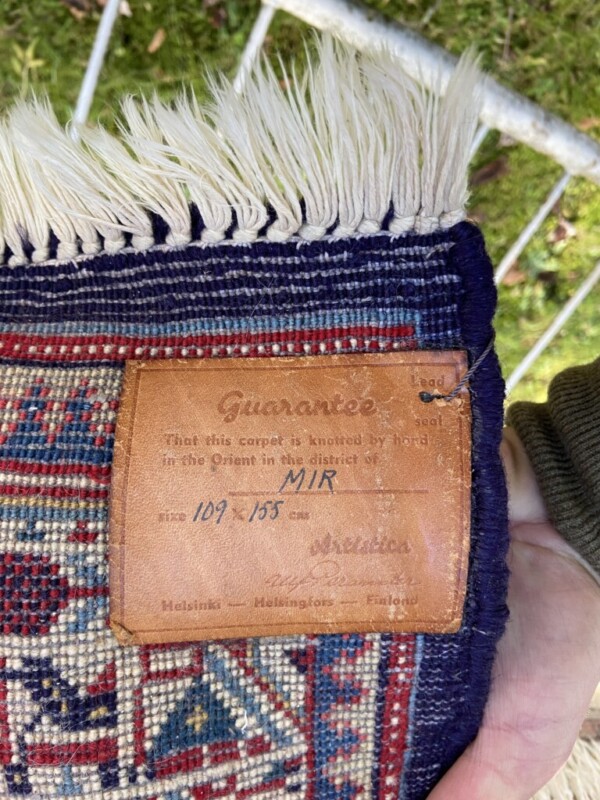 Lead
Guarantee
seal
That this carpet is knotted by hand
in the Orient in the district of
MIR
size 109 × 155 cm
Artistica
Helsinki — Helsingfors — Finland